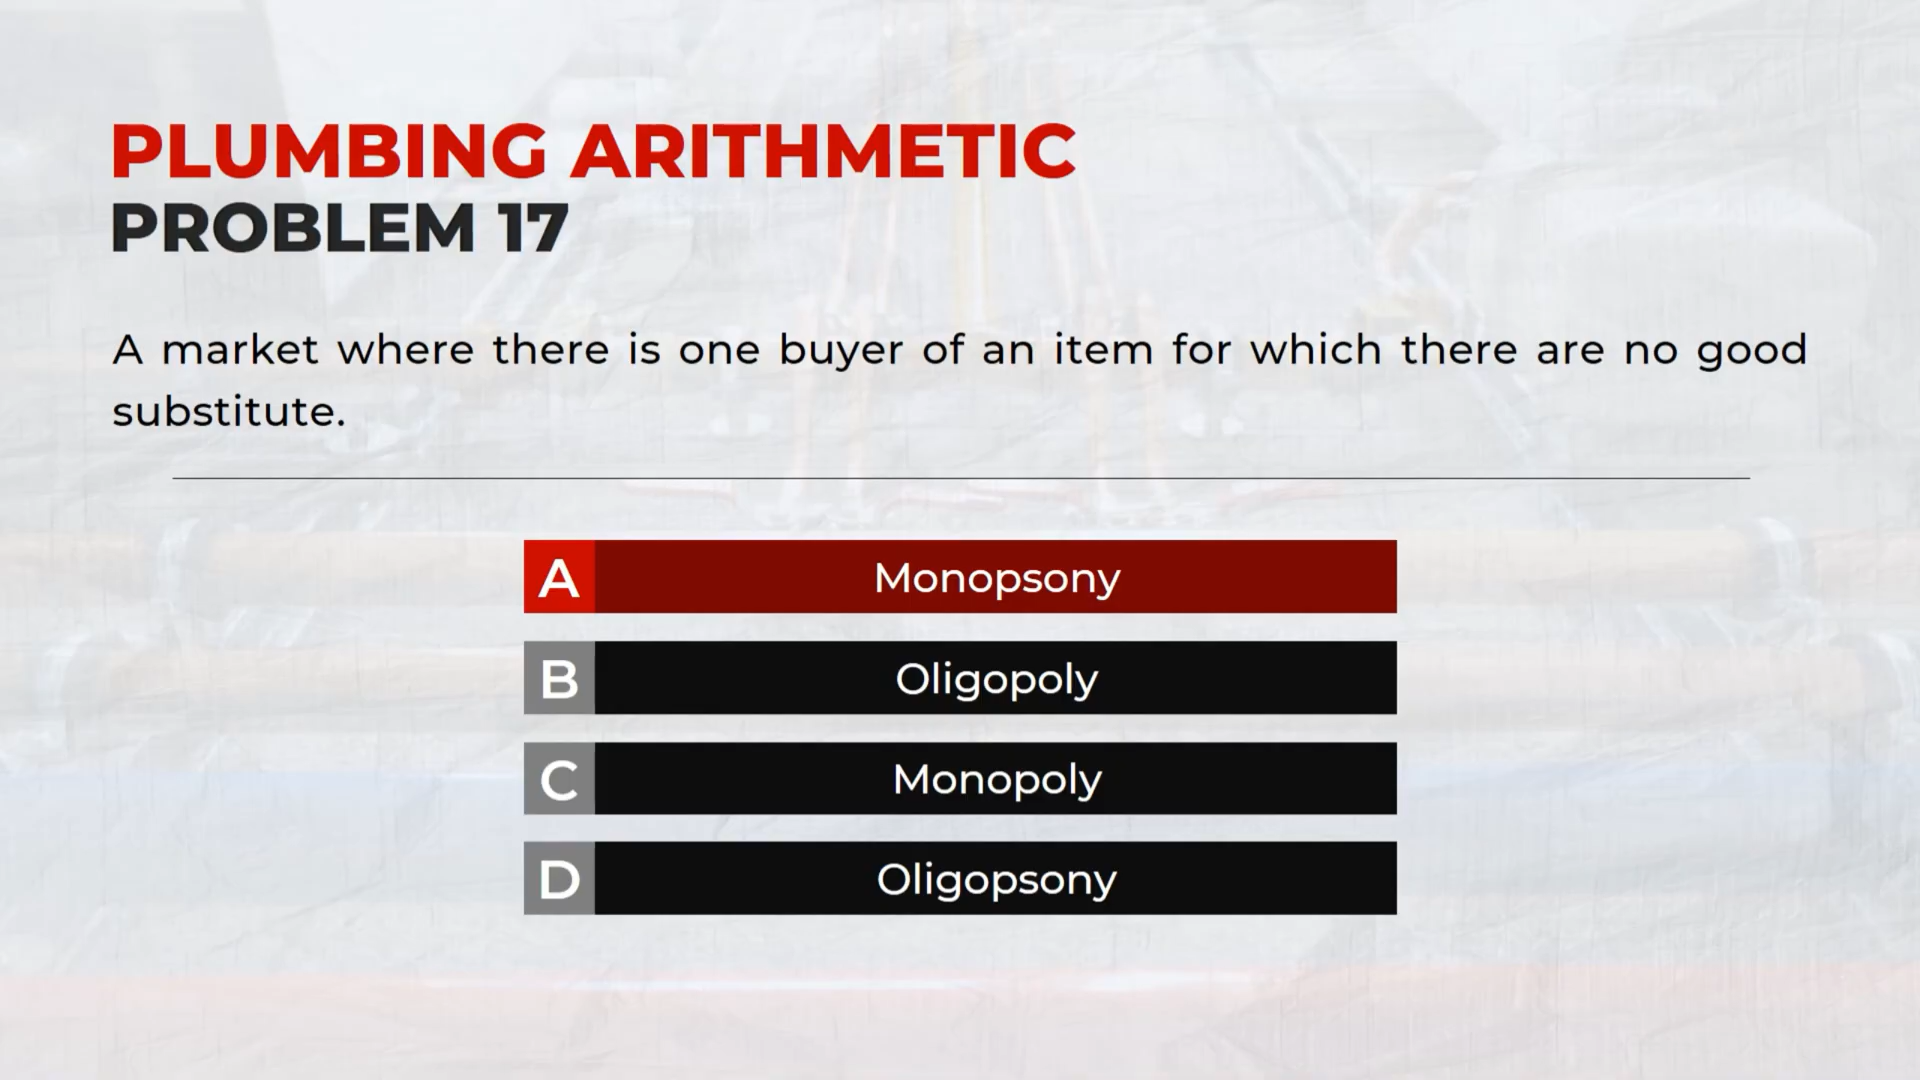 PLUMBING ARITHMETIC
PROBLEM 17
A market where there is one buyer of an item for which there are no good
substitute.
A Monopsony
B Oligopoly
C Monopoly
D Oligopsony